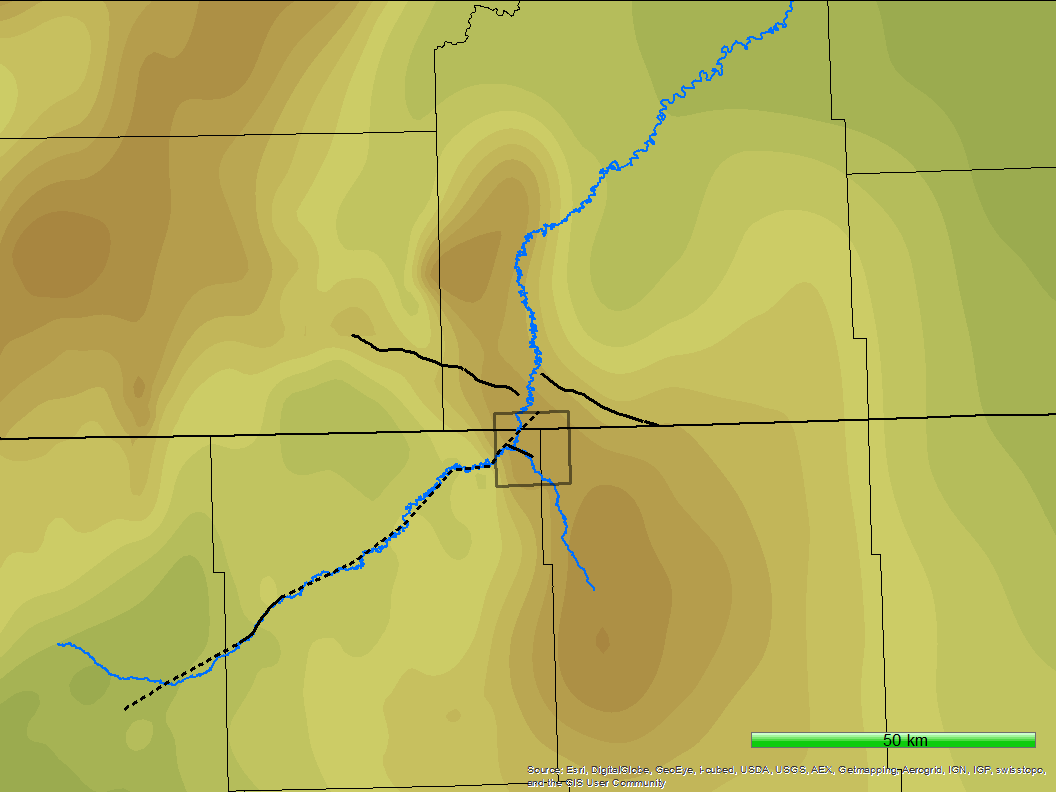 50 km
Source: Esri, DigitalGlobe, GeoEye, i-cubed, USDA, USGS, AEX, Getmapping, Aerogrid, IGN, IGP, swisstopo,
and the GIS User Community